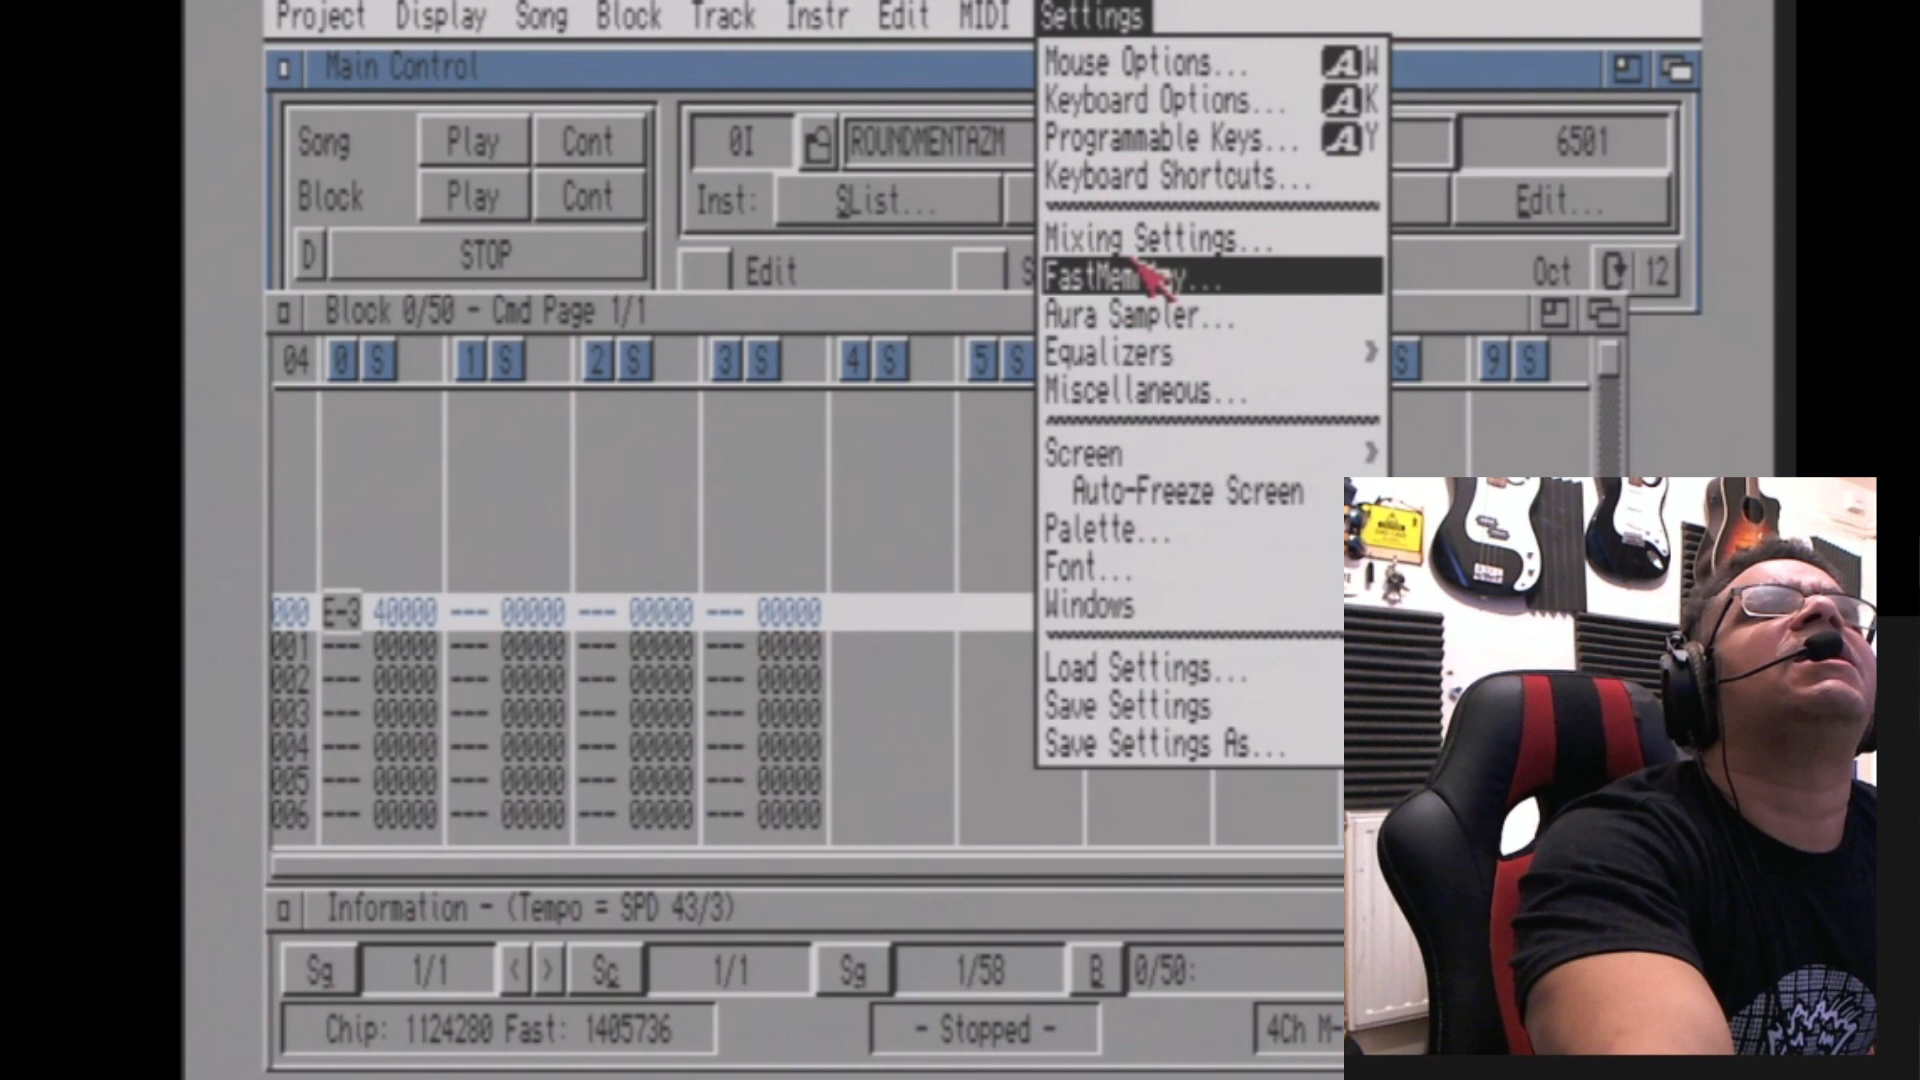 Project Display Song Block Track Instr Edit MIDI Settings
Main Control
Song Play Cont
Block Play Cont
D STOP
0I ROUNDMENTAZM 6501
Inst: SList... Edit...
Edit S Oct 12
Mouse Options... A W
Keyboard Options... A K
Programmable Keys... A Y
Keyboard Shortcuts...
Mixing Settings...
Aura Sampler...
Equalizers
Miscellaneous...
Screen
Auto-Freeze Screen
Palette...
Font...
Windows
Load Settings...
Save Settings
Save Settings As...
Block 0/50 - Cmd Page 1/1
04 0 S 1 S 2 S 3 S 4 S 5 S S 9 S
000 E-3 40000 --- 00000 --- 00000 --- 00000
001 --- 00000 --- 00000 --- 00000 --- 00000
002 --- 00000 --- 00000 --- 00000 --- 00000
003 --- 00000 --- 00000 --- 00000 --- 00000
004 --- 00000 --- 00000 --- 00000 --- 00000
005 --- 00000 --- 00000 --- 00000 --- 00000
006 --- 00000 --- 00000 --- 00000 --- 00000
Information - (Tempo = SPD 43/3)
Sg 1/1 < > Sc 1/1 Sg 1/58 B 0/50:
Chip: 1124280 Fast: 1405736 - Stopped - 4Ch M-